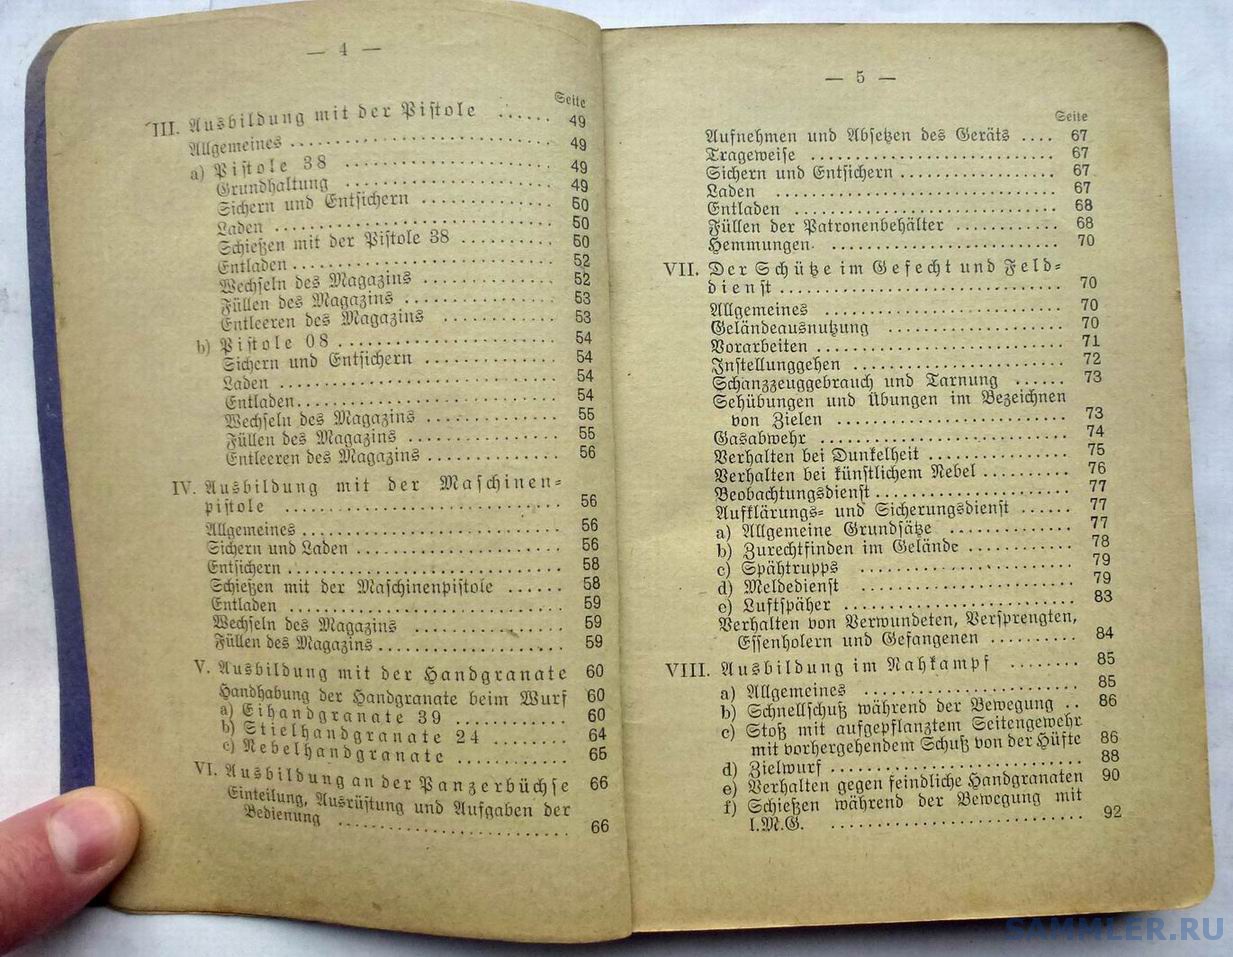 — 4 —
Seite
III. Ausbildung mit der Pistole ...... 49
Allgemeines ............ 49
a) Pistole 38 ............ 49
Grundhaltung ............ 49
Sichern und Entsichern ............ 50
Laden ............ 50
Schießen mit der Pistole 38 ............ 50
Entladen ............ 52
Wechseln des Magazins ............ 52
Füllen des Magazins ............ 53
Entleeren des Magazins ............ 53
b) Pistole 08 ............ 54
Sichern und Entsichern ............ 54
Laden ............ 54
Entladen ............ 54
Wechseln des Magazins ............ 55
Füllen des Magazins ............ 55
Entleeren des Magazins ............ 56
IV. Ausbildung mit der Maschinen-
pistole ............ 56
Allgemeines ............ 56
Sichern und Laden ............ 56
Entsichern ............ 58
Schießen mit der Maschinenpistole ...... 58
Entladen ............ 59
Wechseln des Magazins ............ 59
Füllen des Magazins ............ 59
V. Ausbildung mit der Handgranate 60
Handhabung der Handgranate beim Wurf 60
a) Eihandgranate 39 ............ 60
b) Stielhandgranate 24 ........ 64
c) Nebelhandgranate ............ 65
VI. Ausbildung an der Panzerbüchse 66
Einteilung, Ausrüstung und Aufgaben der
Bedienung ............ 66
— 5 —
Seite
Aufnehmen und Absetzen des Geräts .... 67
Trageweise ............ 67
Sichern und Entsichern ............ 67
Laden ............ 67
Entladen ............ 68
Füllen der Patronenbehälter ............ 68
Hemmungen ............ 70
VII. Der Schütze im Gefecht und Feld-
dienst ............ 70
Allgemeines ............ 70
Geländeausnutzung ............ 70
Vorarbeiten ............ 71
Instellunggehen ............ 72
Schanzzeuggebrauch und Tarnung ...... 73
Sehübungen und Übungen im Bezeichnen
von Zielen ............ 73
Gasabwehr ............ 74
Verhalten bei Dunkelheit ............ 75
Verhalten bei künstlichem Nebel ............ 76
Beobachtungsdienst ............ 77
Aufklärungs- und Sicherungsdienst ...... 77
a) Allgemeine Grundsätze ............ 77
b) Zurechtfinden im Gelände ............ 78
c) Spähtrupps ............ 79
d) Meldedienst ............ 79
e) Luftspäher ............ 83
Verhalten von Verwundeten, Versprengten,
Essenholern und Gefangenen ............ 84
VIII. Ausbildung im Nahkampf ........ 85
a) Allgemeines ............ 85
b) Schnellschuß während der Bewegung .. 86
c) Stoß mit aufgepflanztem Seitengewehr
mit vorhergehendem Schuß von der Hüfte 86
d) Zielwurf ............ 88
e) Verhalten gegen feindliche Handgranaten 90
f) Schießen während der Bewegung mit
l. M. G. ............ 92
SAMMLER.RU